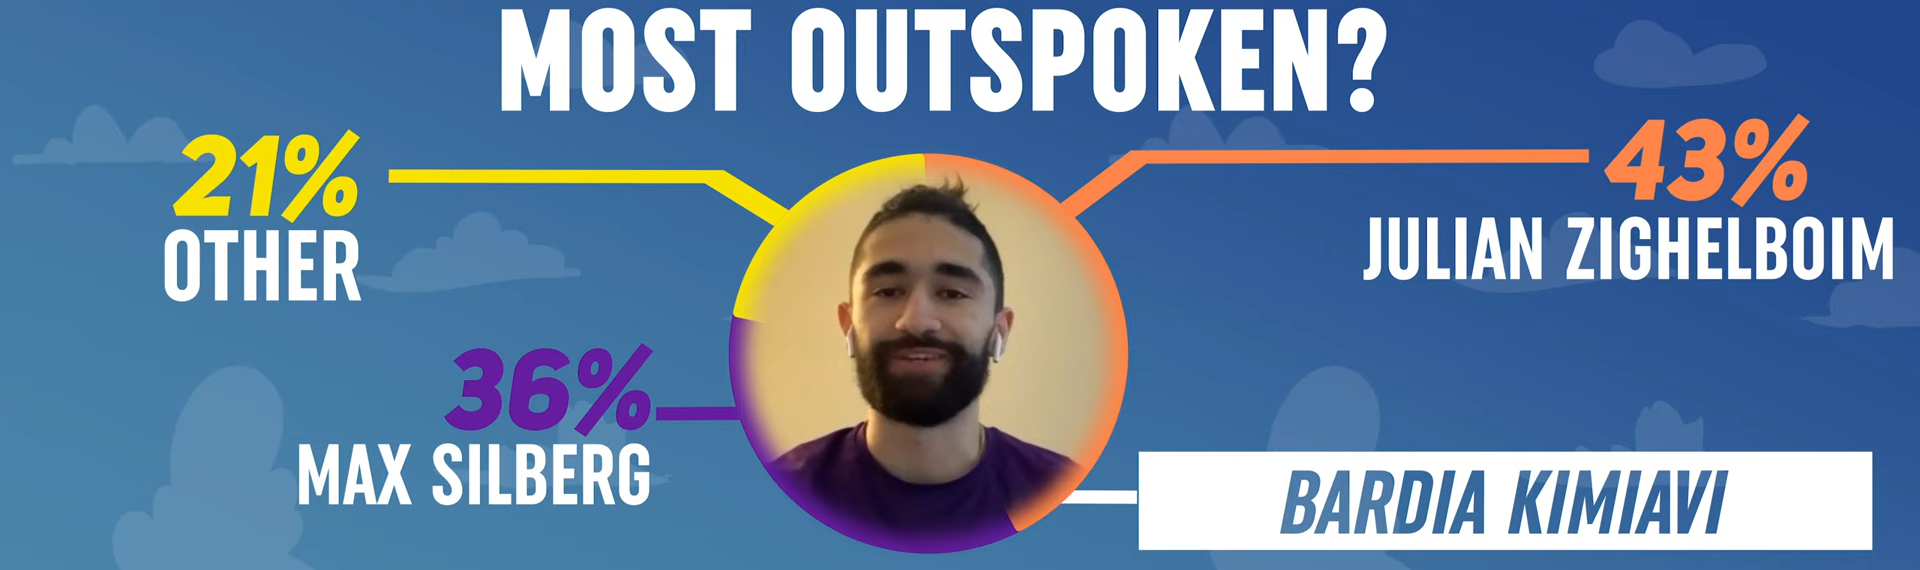 MOST OUTSPOKEN?
21%
OTHER
43%
JULIAN ZIGHELBOIM
36%
MAX SILBERG
BARDIA KIMIAVI